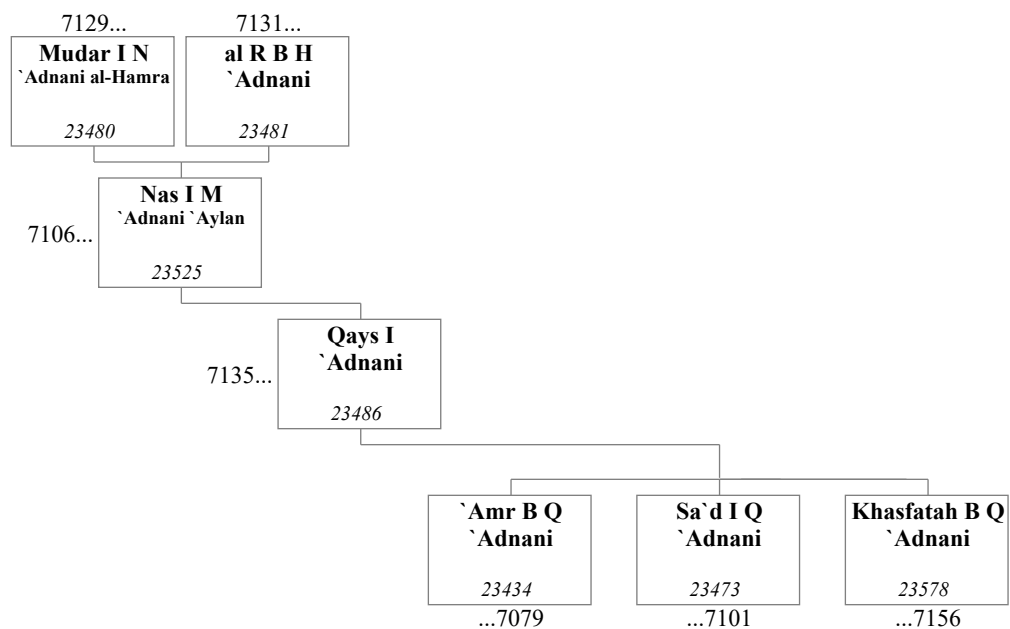 7129...
7131...
Mudar I N
`Adnani al-Hamra
23480
al R B H
`Adnani
23481
7106...
Nas I M
`Adnani `Aylan
23525
7135...
Qays I
`Adnani
23486
`Amr B Q
`Adnani
23434
...7079
Sa`d I Q
`Adnani
23473
...7101
Khasfatah B Q
`Adnani
23578
...7156